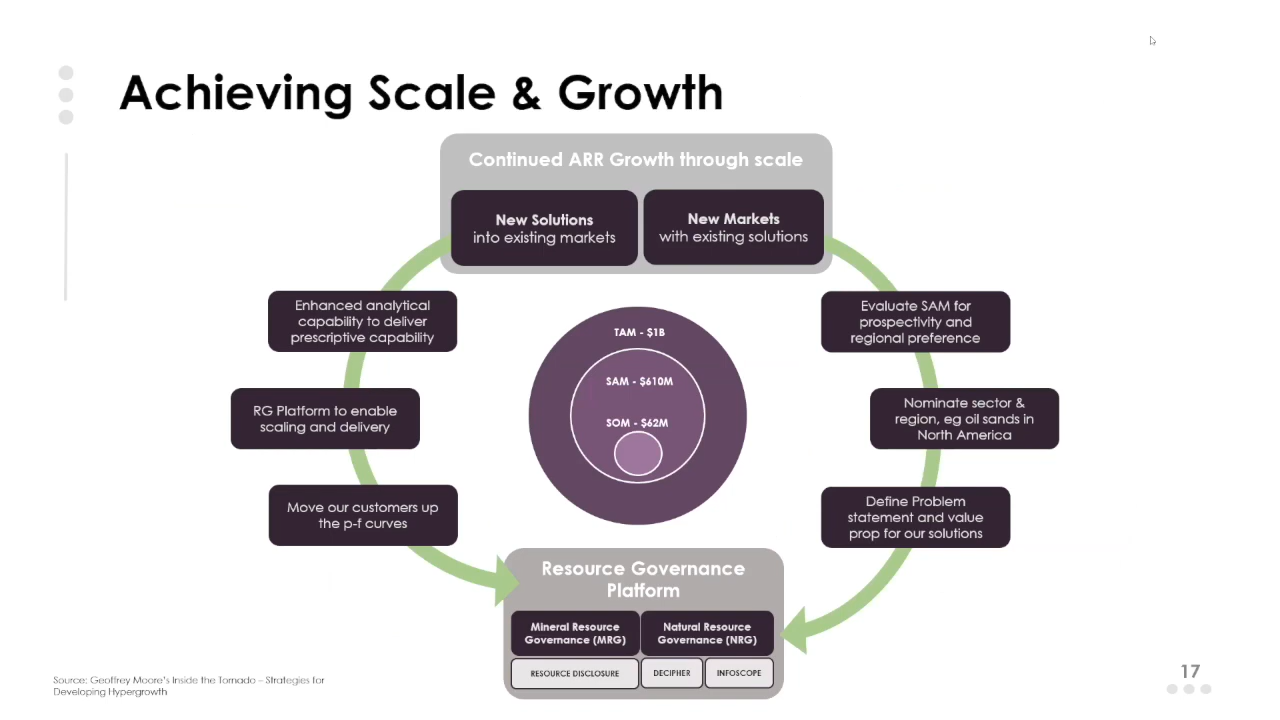 Achieving Scale & Growth
Continued ARR Growth through scale
New Solutions
into existing markets
New Markets
with existing solutions
Enhanced analytical
capability to deliver
prescriptive capability
RG Platform to enable
scaling and delivery
Move our customers up
the p-f curves
TAM - $1B
SAM - $610M
SOM - $62M
Evaluate SAM for
prospectivity and
regional preference
Nominate sector &
region, eg oil sands in
North America
Define Problem
statement and value
prop for our solutions
Resource Governance
Platform
Mineral Resource
Governance (MRG)
Natural Resource
Governance (NRG)
RESOURCE DISCLOSURE
DECIPHER
INFOSCOPE
Source: Geoffrey Moore's Inside the Tornado – Strategies for
Developing Hypergrowth
17